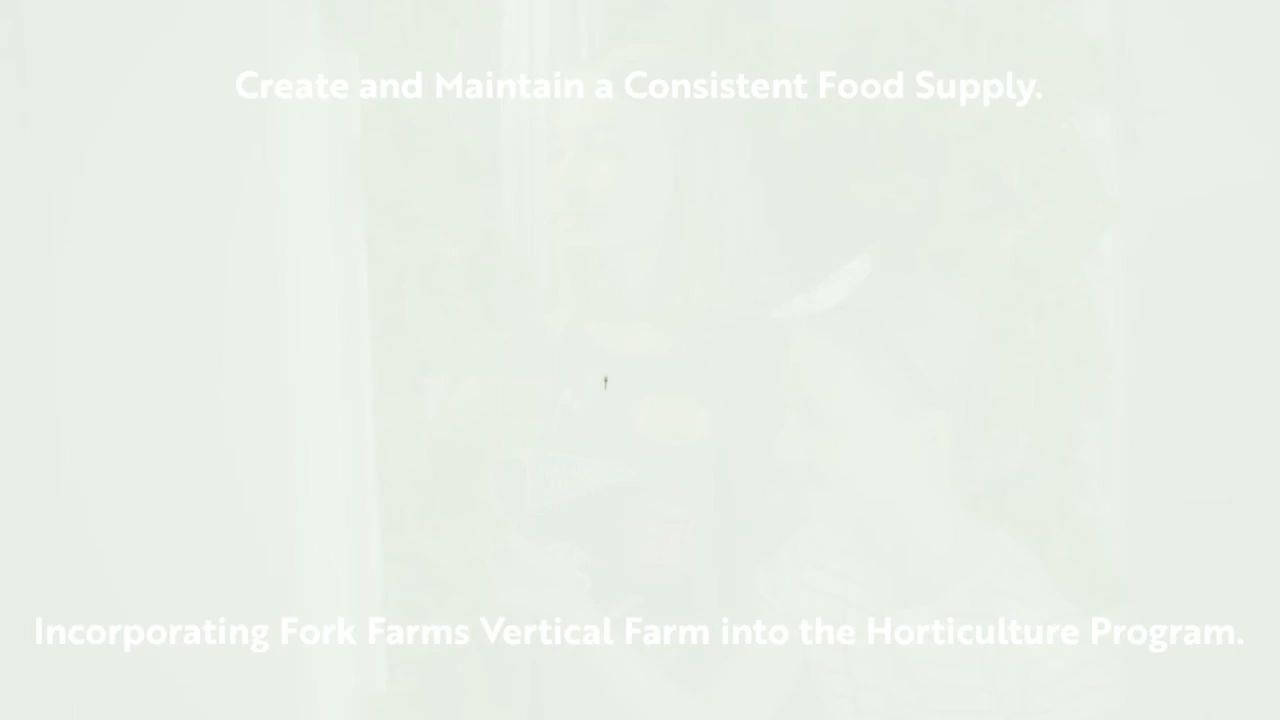 Create and Maintain a Consistent Food Supply.
Incorporating Fork Farms Vertical Farm into the Horticulture Program.